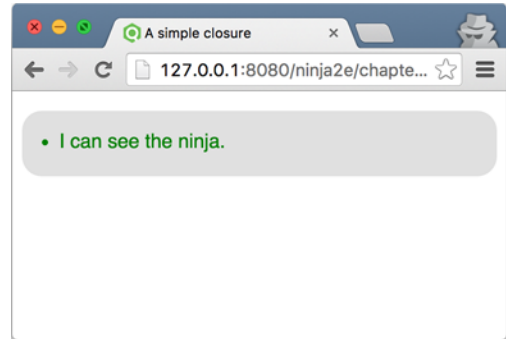 A simple closure
127.0.0.1:8080/ninja2e/chapte...
• I can see the ninja.